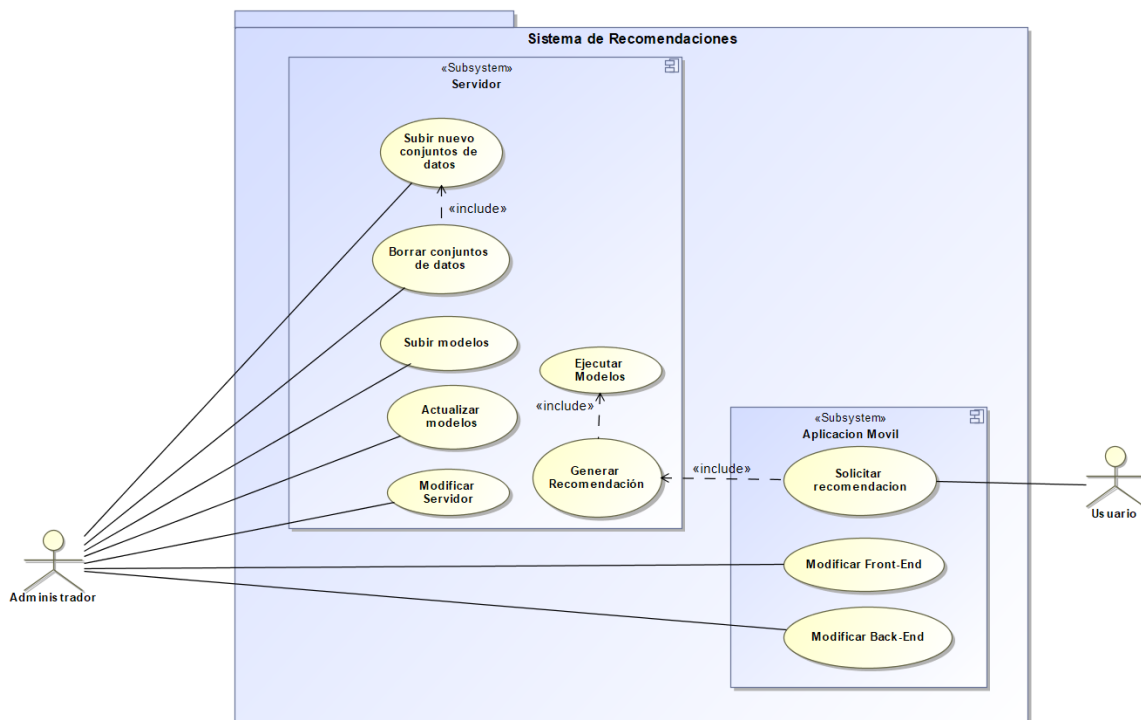 Sistema de Recomendaciones
«Subsystem»
Servidor
Subir nuevo
conjuntos de
datos
«include»
Borrar conjuntos
de datos
Subir modelos
Ejecutar
Modelos
Actualizar
modelos
«include»
«Subsystem»
Aplicacion Movil
Modificar
Servidor
Generar
Recomendación
«include»
Solicitar
recomendacion
Usuario
Administrador
Modificar Front-End
Modificar Back-End